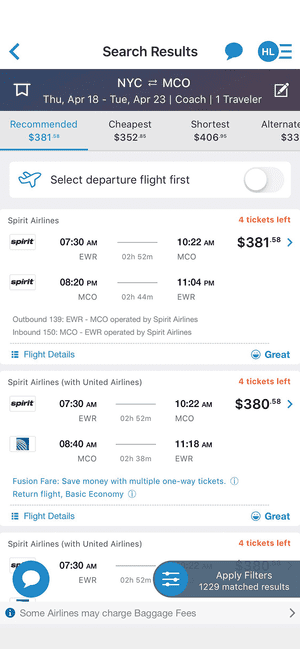 Search Results
HL
NYC ⇌ MCO
Thu, Apr 18 - Tue, Apr 23 | Coach | 1 Traveler
Recommended Cheapest Shortest Alternate
$381.58 $352.85 $406.95 $33
Select departure flight first
Spirit Airlines 4 tickets left
spirit 07:30 AM 10:22 AM $381.58
EWR 02h 52m MCO
spirit 08:20 PM 11:04 PM
MCO 02h 44m EWR
Outbound 139: EWR - MCO operated by Spirit Airlines
Inbound 150: MCO - EWR operated by Spirit Airlines
Flight Details Great
Spirit Airlines (with United Airlines) 4 tickets left
spirit 07:30 AM 10:22 AM $380.58
EWR 02h 52m MCO
08:40 AM 11:18 AM
MCO 02h 38m EWR
Fusion Fare: Save money with multiple one-way tickets. ⓘ
Return flight, Basic Economy ⓘ
Flight Details Great
Spirit Airlines (with United Airlines) 4 tickets left
07:30 AM
EWR 02h 52m
Apply Filters
1229 matched results
Some Airlines may charge Baggage Fees